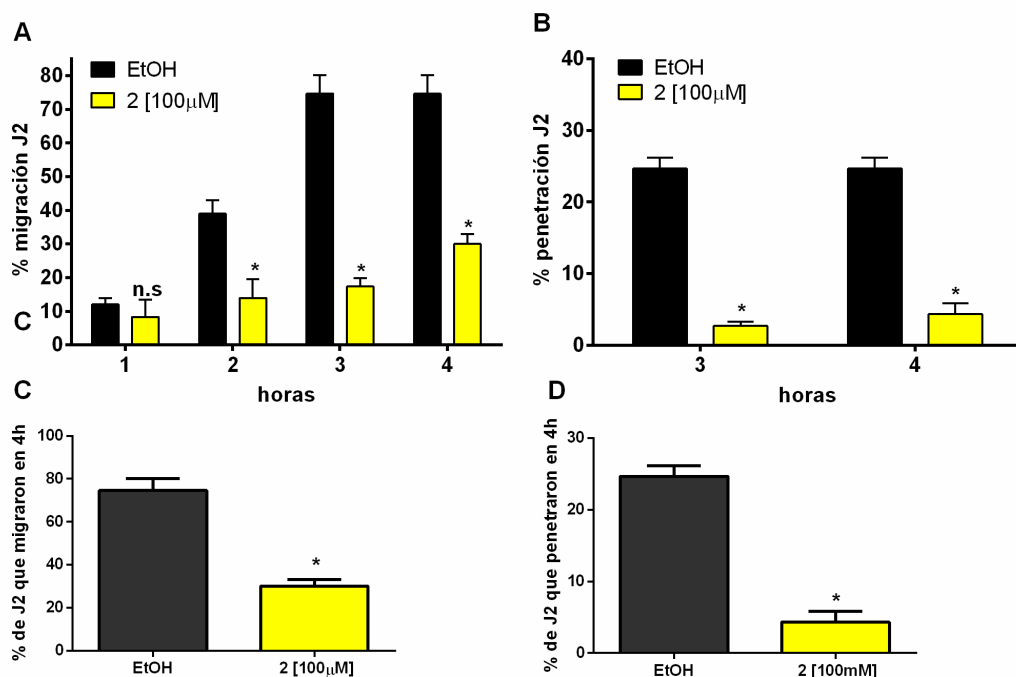 A
EtOH
2 [100µM]
% migración J2
80
70
60
50
40
30
20
10
0
n.s
*
*
*
1 2 3 4
horas
B
EtOH
2 [100µM]
% penetración J2
40
30
20
10
0
*
*
3 4
horas
C
C
% de J2 que migraron en 4h
100
80
60
40
20
0
*
EtOH 2 [100µM]
D
% de J2 que penetraron en 4h
30
20
10
0
*
EtOH 2 [100mM]